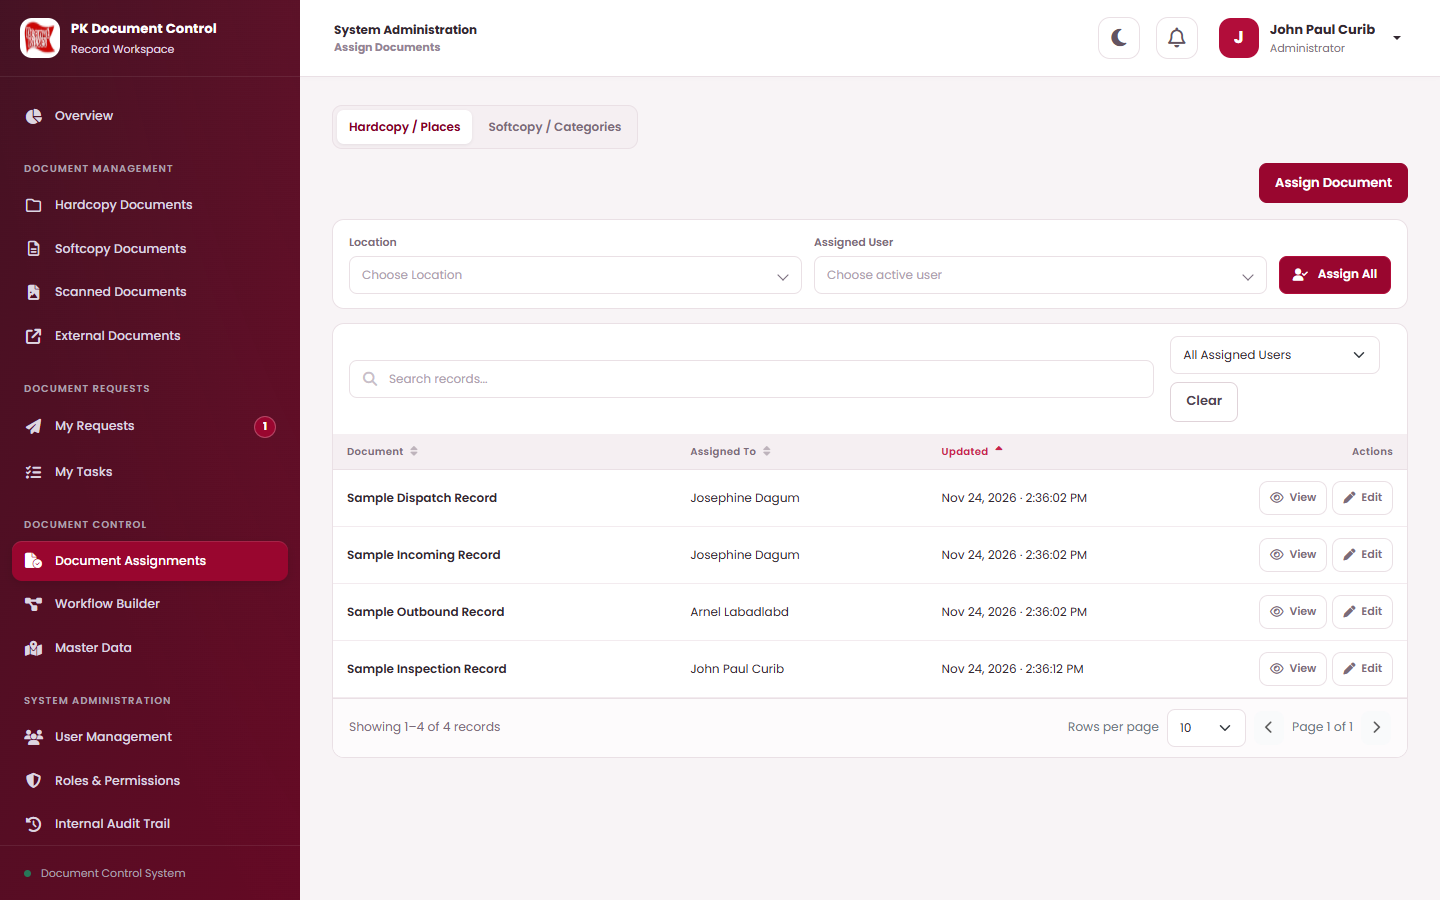 PK Document Control
Record Workspace
Overview
DOCUMENT MANAGEMENT
Hardcopy Documents
Softcopy Documents
Scanned Documents
External Documents
DOCUMENT REQUESTS
My Requests 1
My Tasks
DOCUMENT CONTROL
Document Assignments
Workflow Builder
Master Data
SYSTEM ADMINISTRATION
User Management
Roles & Permissions
Internal Audit Trail
Document Control System
System Administration
Assign Documents
J
John Paul Curib
Administrator
Hardcopy / Places Softcopy / Categories
Assign Document
Location Assigned User
Choose Location Choose active user Assign All
Search records...
All Assigned Users
Clear
Document Assigned To Updated Actions
Sample Dispatch Record Josephine Dagum Nov 24, 2026 · 2:36:02 PM View Edit
Sample Incoming Record Josephine Dagum Nov 24, 2026 · 2:36:02 PM View Edit
Sample Outbound Record Arnel Labadlabd Nov 24, 2026 · 2:36:02 PM View Edit
Sample Inspection Record John Paul Curib Nov 24, 2026 · 2:36:12 PM View Edit
Showing 1–4 of 4 records Rows per page 10 Page 1 of 1